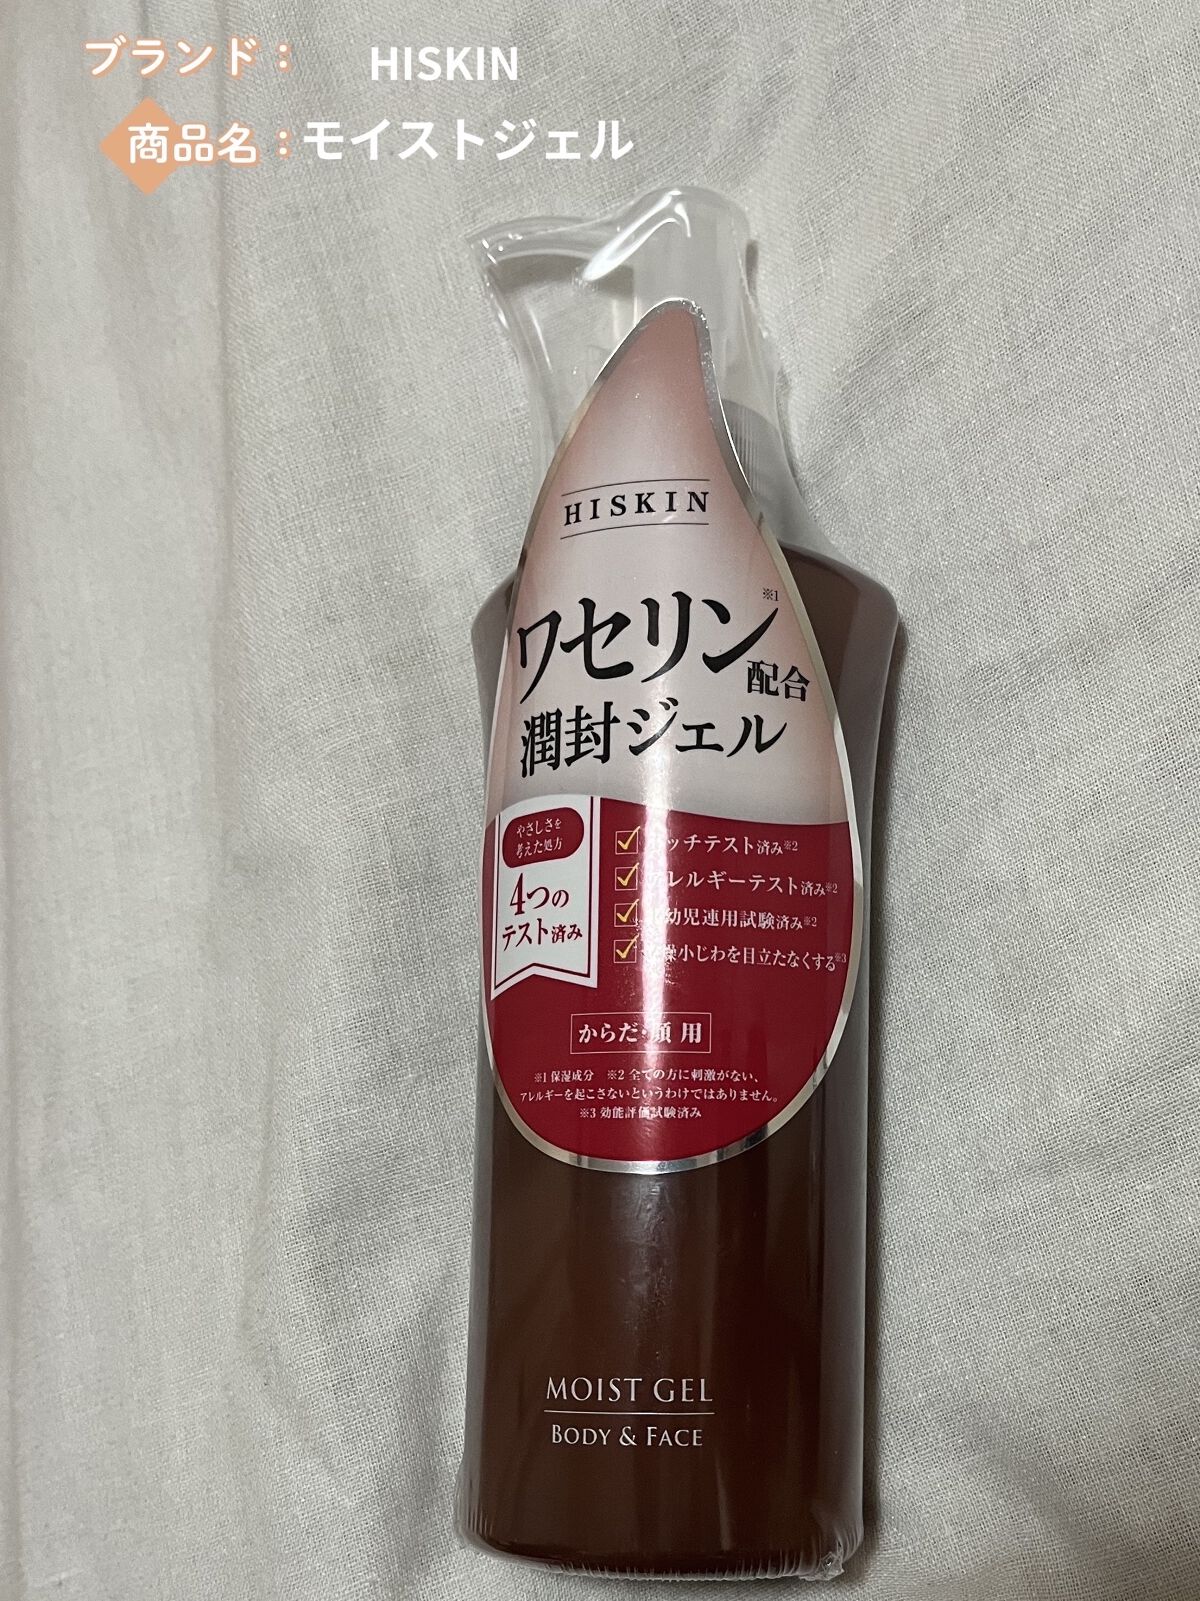 ブランド： HISKIN
商品名：モイストジェル
HISKIN
ワセリン※1
配合
潤封ジェル
やさしさを
考えた処方
4つの
テスト済み
ッチテスト済み※2
レルギーテスト済み※2
幼児連用試験済み※2
燥小じわを目立たなくする※3
からだ・顔 用
※1 保湿成分 ※2 全ての方に刺激がない、
アレルギーを起こさないというわけではありません。
※3 効能評価試験済み
MOIST GEL
BODY & FACE